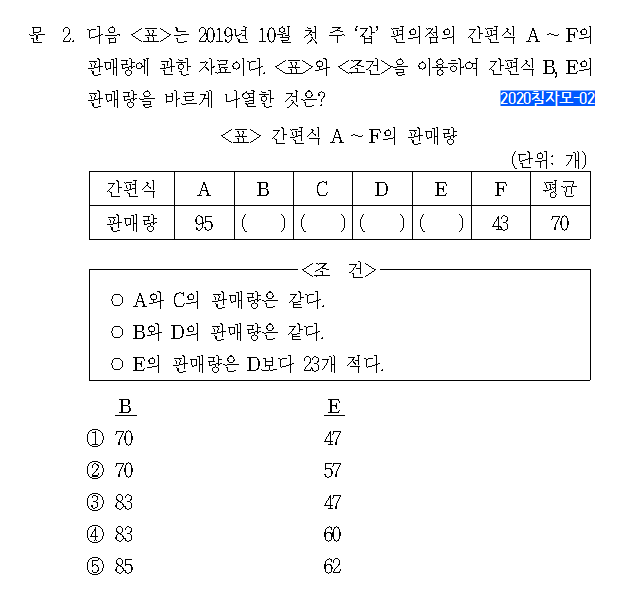 문 2. 다음 <표>는 2019년 10월 첫 주 ‘갑’ 편의점의 간편식 A ~ F의
판매량에 관한 자료이다. <표>와 <조건>을 이용하여 간편식 B, E의
판매량을 바르게 나열한 것은?
2020칠자모-02
<표> 간편식 A ~ F의 판매량
(단위: 개)
간편식 A B C D E F 평균
판매량 95 ( ) ( ) ( ) ( ) 43 70
<조 건>
○ A와 C의 판매량은 같다.
○ B와 D의 판매량은 같다.
○ E의 판매량은 D보다 23개 적다.
B E
① 70 47
② 70 57
③ 83 47
④ 83 60
⑤ 85 62